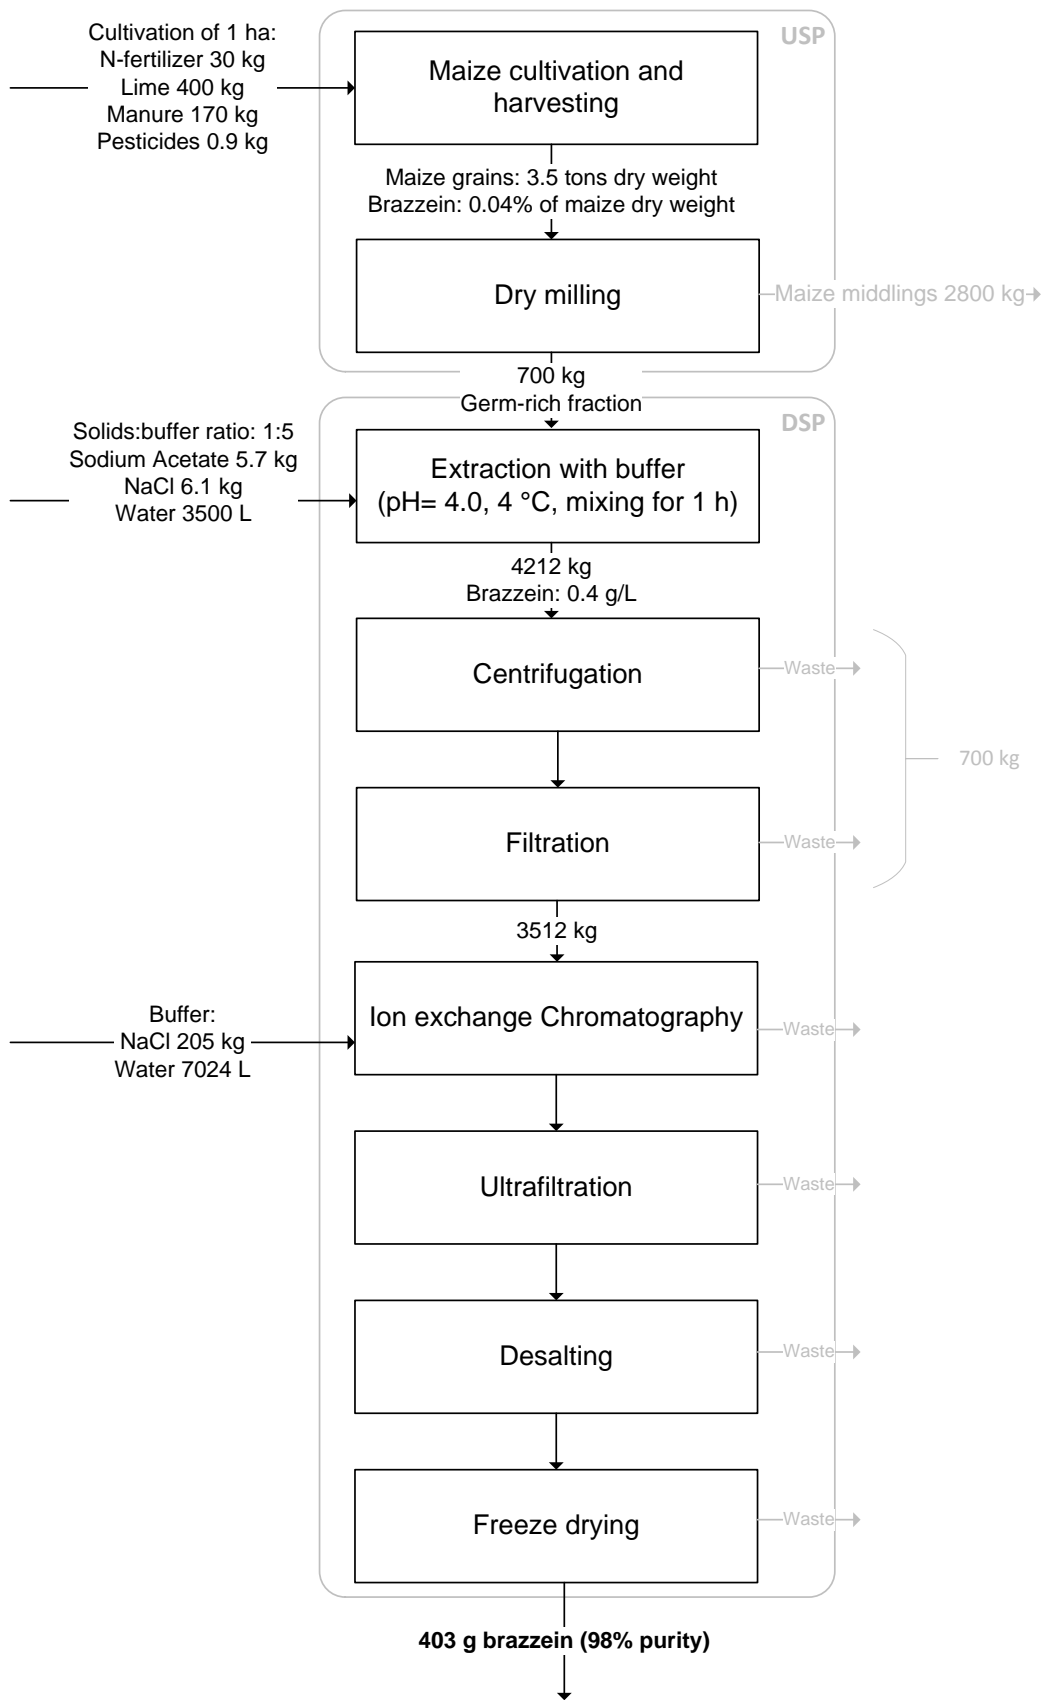 Cultivation of 1 ha:
N-fertilizer 30 kg
Lime 400 kg
Manure 170 kg
Pesticides 0.9 kg
USP
Maize cultivation and
harvesting
Maize grains: 3.5 tons dry weight
Brazzein: 0.04% of maize dry weight
Dry milling
Maize middlings 2800 kg
700 kg
Germ-rich fraction
DSP
Solids:buffer ratio: 1:5
Sodium Acetate 5.7 kg
NaCl 6.1 kg
Water 3500 L
Extraction with buffer
(pH= 4.0, 4 °C, mixing for 1 h)
4212 kg
Brazzein: 0.4 g/L
Centrifugation
Waste
700 kg
Filtration
Waste
3512 kg
Buffer:
NaCl 205 kg
Water 7024 L
Ion exchange Chromatography
Waste
Ultrafiltration
Waste
Desalting
Waste
Freeze drying
Waste
403 g brazzein (98% purity)